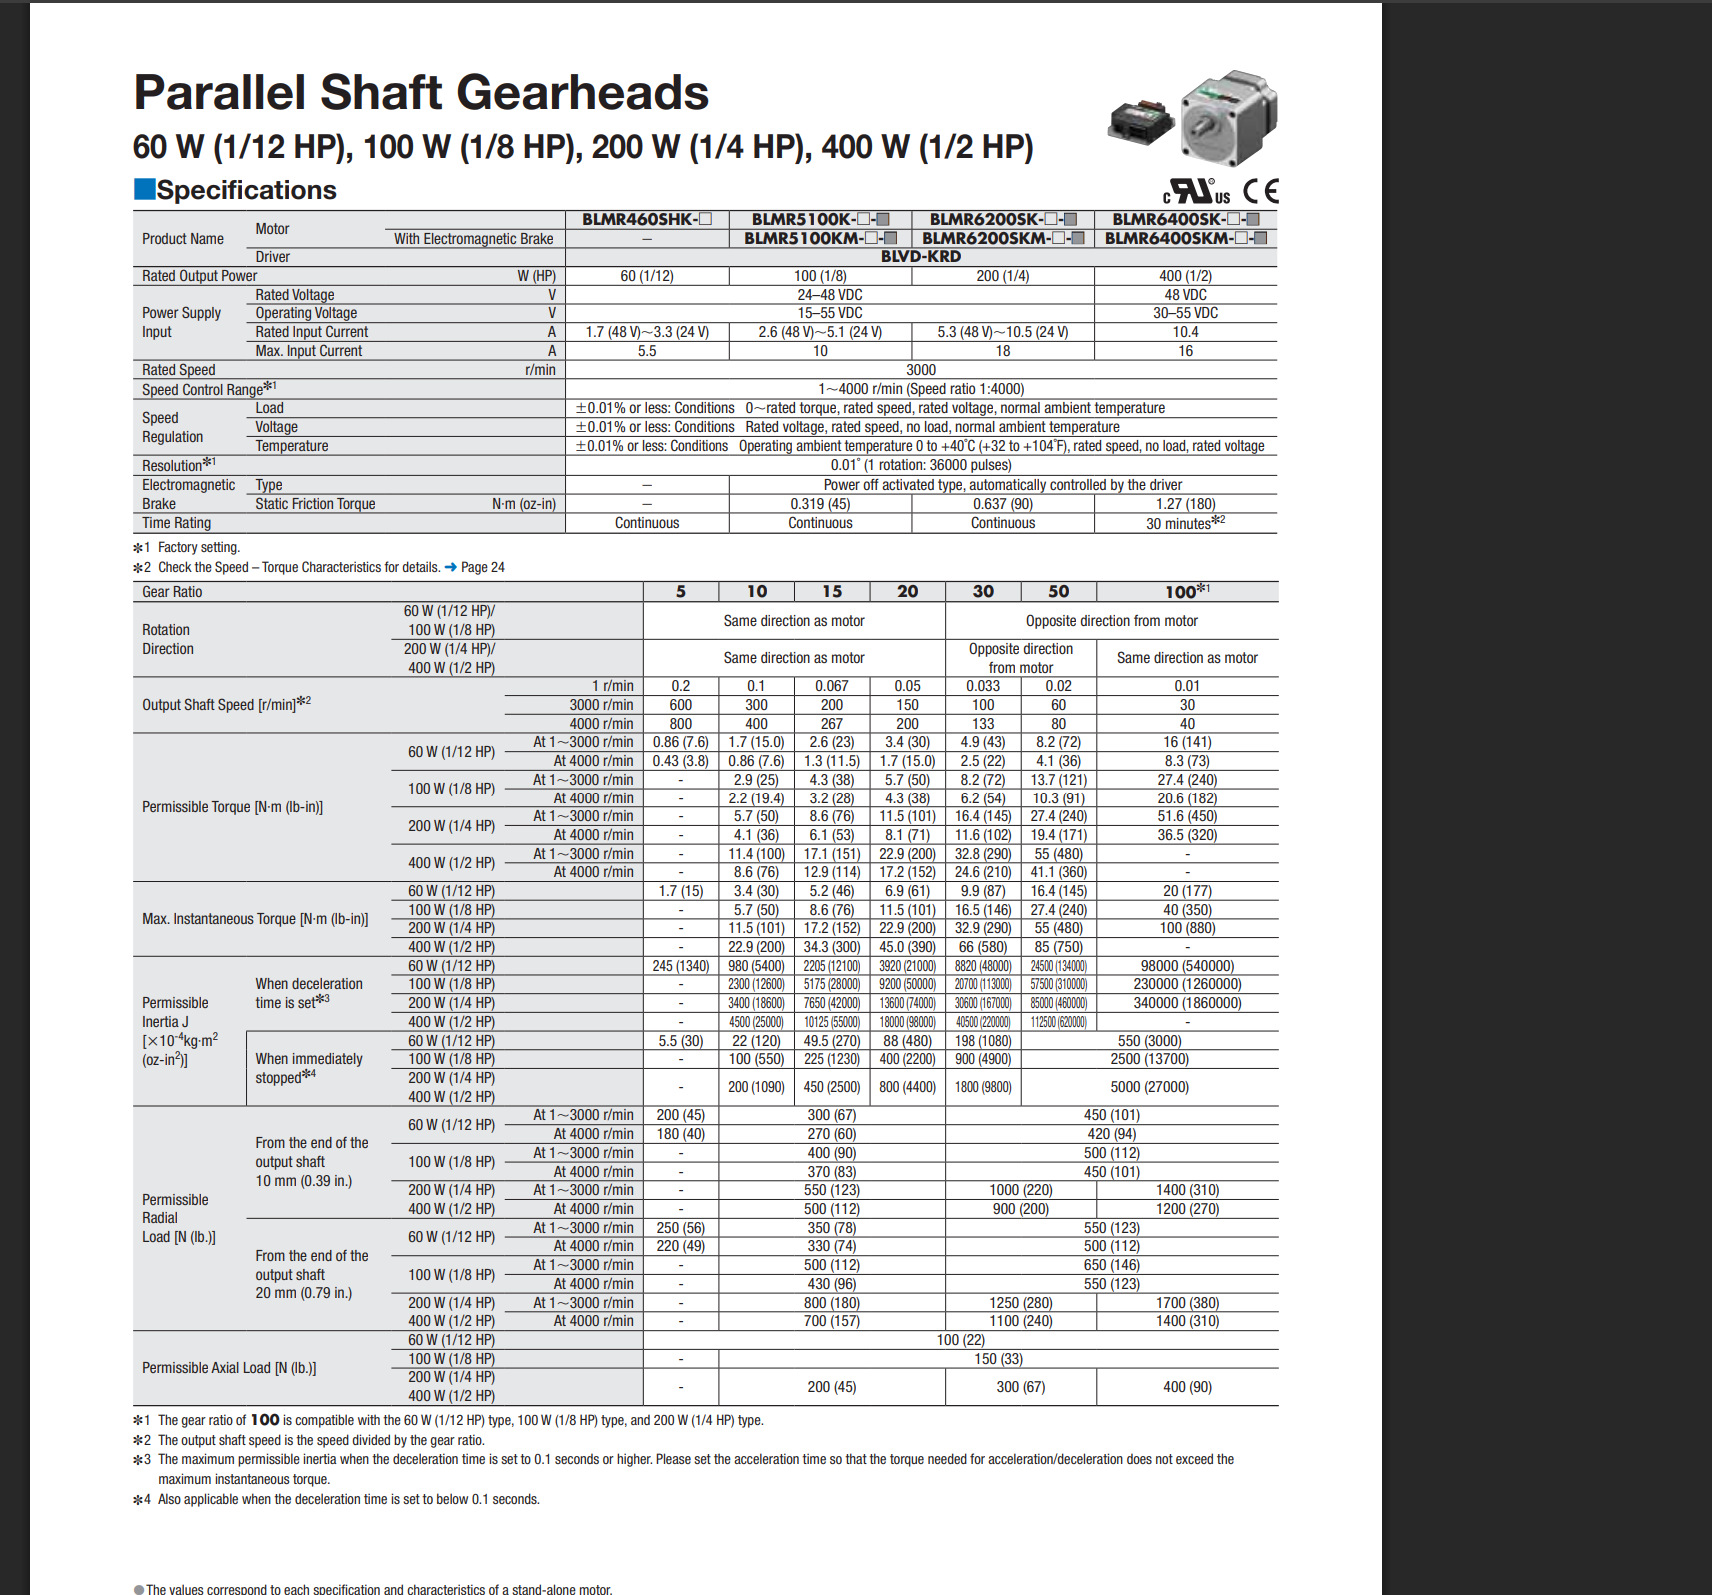 Parallel Shaft Gearheads
60 W (1/12 HP), 100 W (1/8 HP), 200 W (1/4 HP), 400 W (1/2 HP)
■Specifications
c RU® US CE
Product Name Motor BLMR460SHK-□ BLMR5100K-□-■ BLMR6200SK-□-■ BLMR6400SK-□-■
With Electromagnetic Brake – BLMR5100KM-□-■ BLMR6200SKM-□-■ BLMR6400SKM-□-■
Driver BLVD-KRD
Rated Output Power W (HP) 60 (1/12) 100 (1/8) 200 (1/4) 400 (1/2)
Power Supply Input Rated Voltage V 24–48 VDC 48 VDC
Operating Voltage V 15–55 VDC 30–55 VDC
Rated Input Current A 1.7 (48 V)~3.3 (24 V) 2.6 (48 V)~5.1 (24 V) 5.3 (48 V)~10.5 (24 V) 10.4
Max. Input Current A 5.5 10 18 16
Rated Speed r/min 3000
Speed Control Range✻1 1~4000 r/min (Speed ratio 1:4000)
Speed Regulation Load ±0.01% or less: Conditions 0~rated torque, rated speed, rated voltage, normal ambient temperature
Voltage ±0.01% or less: Conditions Rated voltage, rated speed, no load, normal ambient temperature
Temperature ±0.01% or less: Conditions Operating ambient temperature 0 to +40˚C (+32 to +104˚F), rated speed, no load, rated voltage
Resolution✻1 0.01˚ (1 rotation: 36000 pulses)
Electromagnetic Brake Type – Power off activated type, automatically controlled by the driver
Static Friction Torque N·m (oz-in) – 0.319 (45) 0.637 (90) 1.27 (180)
Time Rating Continuous Continuous Continuous 30 minutes✻2
✻1 Factory setting.
✻2 Check the Speed – Torque Characteristics for details. ➜ Page 24
Gear Ratio 5 10 15 20 30 50 100✻1
Rotation Direction 60 W (1/12 HP)/ 100 W (1/8 HP) Same direction as motor Opposite direction from motor
200 W (1/4 HP)/ 400 W (1/2 HP) Same direction as motor Opposite direction from motor Same direction as motor
Output Shaft Speed [r/min]✻2 1 r/min 0.2 0.1 0.067 0.05 0.033 0.02 0.01
3000 r/min 600 300 200 150 100 60 30
4000 r/min 800 400 267 200 133 80 40
Permissible Torque [N·m (lb-in)] 60 W (1/12 HP) At 1~3000 r/min 0.86 (7.6) 1.7 (15.0) 2.6 (23) 3.4 (30) 4.9 (43) 8.2 (72) 16 (141)
At 4000 r/min 0.43 (3.8) 0.86 (7.6) 1.3 (11.5) 1.7 (15.0) 2.5 (22) 4.1 (36) 8.3 (73)
100 W (1/8 HP) At 1~3000 r/min - 2.9 (25) 4.3 (38) 5.7 (50) 8.2 (72) 13.7 (121) 27.4 (240)
At 4000 r/min - 2.2 (19.4) 3.2 (28) 4.3 (38) 6.2 (54) 10.3 (91) 20.6 (182)
200 W (1/4 HP) At 1~3000 r/min - 5.7 (50) 8.6 (76) 11.5 (101) 16.4 (145) 27.4 (240) 51.6 (450)
At 4000 r/min - 4.1 (36) 6.1 (53) 8.1 (71) 11.6 (102) 19.4 (171) 36.5 (320)
400 W (1/2 HP) At 1~3000 r/min - 11.4 (100) 17.1 (151) 22.9 (200) 32.8 (290) 55 (480) -
At 4000 r/min - 8.6 (76) 12.9 (114) 17.2 (152) 24.6 (210) 41.1 (360) -
Max. Instantaneous Torque [N·m (lb-in)] 60 W (1/12 HP) 1.7 (15) 3.4 (30) 5.2 (46) 6.9 (61) 9.9 (87) 16.4 (145) 20 (177)
100 W (1/8 HP) - 5.7 (50) 8.6 (76) 11.5 (101) 16.5 (146) 27.4 (240) 40 (350)
200 W (1/4 HP) - 11.5 (101) 17.2 (152) 22.9 (200) 32.9 (290) 55 (480) 100 (880)
400 W (1/2 HP) - 22.9 (200) 34.3 (300) 45.0 (390) 66 (580) 85 (750) -
Permissible Inertia J [×10-4kg·m2 (oz-in2)] When deceleration time is set✻3 60 W (1/12 HP) 245 (1340) 980 (5400) 2205 (12100) 3920 (21000) 8820 (48000) 24500 (134000) 98000 (540000)
100 W (1/8 HP) - 2300 (12600) 5175 (28000) 9200 (50000) 20700 (113000) 57500 (310000) 230000 (1260000)
200 W (1/4 HP) - 3400 (18600) 7650 (42000) 13600 (74000) 30600 (167000) 85000 (460000) 340000 (1860000)
400 W (1/2 HP) - 4500 (25000) 10125 (55000) 18000 (98000) 40500 (220000) 112500 (620000) -
When immediately stopped✻4 60 W (1/12 HP) 5.5 (30) 22 (120) 49.5 (270) 88 (480) 198 (1080) 550 (3000)
100 W (1/8 HP) - 100 (550) 225 (1230) 400 (2200) 900 (4900) 2500 (13700)
200 W (1/4 HP) 400 W (1/2 HP) - 200 (1090) 450 (2500) 800 (4400) 1800 (9800) 5000 (27000)
Permissible Radial Load [N (lb.)] From the end of the output shaft 10 mm (0.39 in.) 60 W (1/12 HP) At 1~3000 r/min 200 (45) 300 (67) 450 (101)
At 4000 r/min 180 (40) 270 (60) 420 (94)
100 W (1/8 HP) At 1~3000 r/min - 400 (90) 500 (112)
At 4000 r/min - 370 (83) 450 (101)
200 W (1/4 HP) At 1~3000 r/min - 550 (123) 1000 (220) 1400 (310)
400 W (1/2 HP) At 4000 r/min - 500 (112) 900 (200) 1200 (270)
From the end of the output shaft 20 mm (0.79 in.) 60 W (1/12 HP) At 1~3000 r/min 250 (56) 350 (78) 550 (123)
At 4000 r/min 220 (49) 330 (74) 500 (112)
100 W (1/8 HP) At 1~3000 r/min - 500 (112) 650 (146)
At 4000 r/min - 430 (96) 550 (123)
200 W (1/4 HP) At 1~3000 r/min - 800 (180) 1250 (280) 1700 (380)
400 W (1/2 HP) At 4000 r/min - 700 (157) 1100 (240) 1400 (310)
Permissible Axial Load [N (lb.)] 60 W (1/12 HP) 100 (22)
100 W (1/8 HP) - 150 (33)
200 W (1/4 HP) 400 W (1/2 HP) - 200 (45) 300 (67) 400 (90)
✻1 The gear ratio of 100 is compatible with the 60 W (1/12 HP) type, 100 W (1/8 HP) type, and 200 W (1/4 HP) type.
✻2 The output shaft speed is the speed divided by the gear ratio.
✻3 The maximum permissible inertia when the deceleration time is set to 0.1 seconds or higher. Please set the acceleration time so that the torque needed for acceleration/deceleration does not exceed the
maximum instantaneous torque.
✻4 Also applicable when the deceleration time is set to below 0.1 seconds.
●The values correspond to each specification and characteristics of a stand-alone motor.